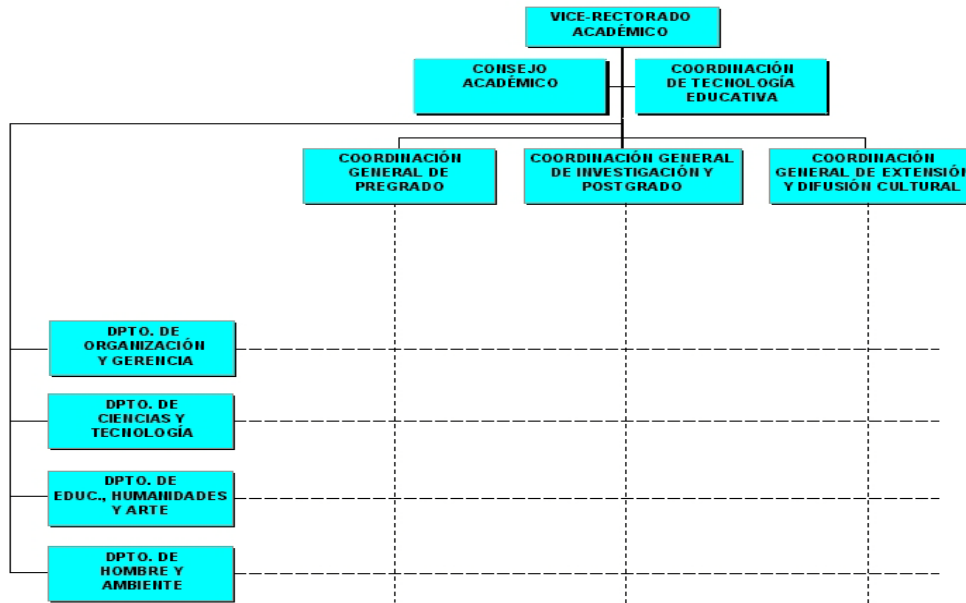 VICE-RECTORADO
ACADÉMICO
CONSEJO
ACADÉMICO
COORDINACIÓN
DE TECNOLOGÍA
EDUCATIVA
COORDINACIÓN
GENERAL DE
PREGRADO
COORDINACIÓN GENERAL
DE INVESTIGACIÓN Y
POSTGRADO
COORDINACIÓN
GENERAL DE EXTENSIÓN
Y DIFUSIÓN CULTURAL
DPTO. DE
ORGANIZACIÓN
Y GERENCIA
DPTO. DE
CIENCIAS Y
TECNOLOGÍA
DPTO. DE
EDUC., HUMANIDADES
Y ARTE
DPTO. DE
HOMBRE Y
AMBIENTE